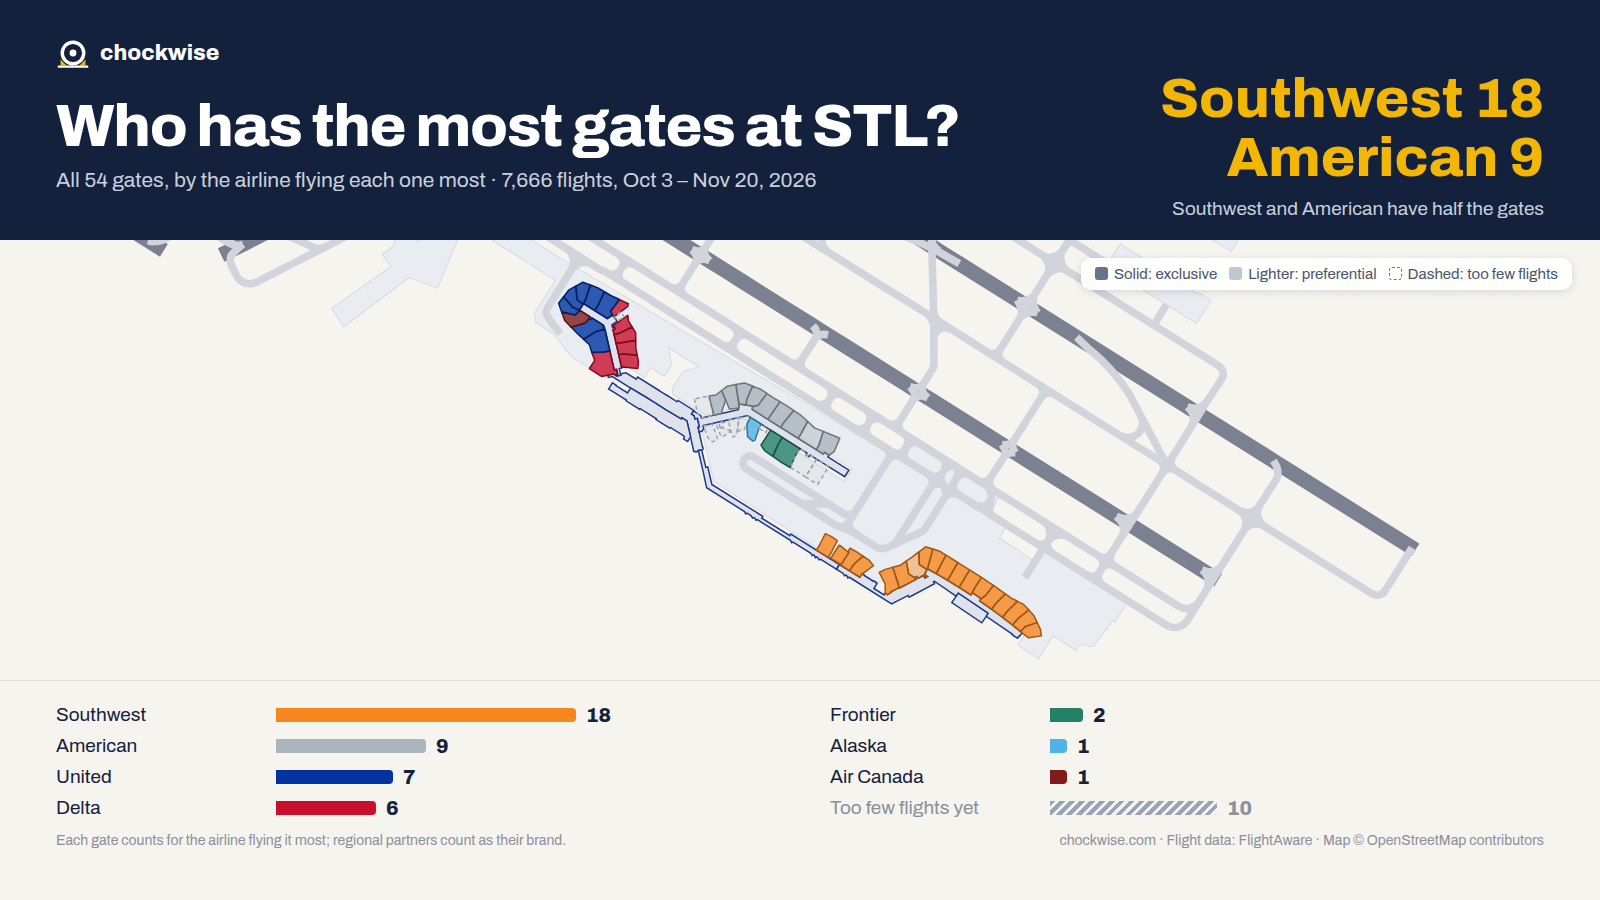 chockwise
Who has the most gates at STL?
All 54 gates, by the airline flying each one most · 7,666 flights, Oct 3 – Nov 20, 2026
Southwest 18
American 9
Southwest and American have half the gates
Solid: exclusive Lighter: preferential Dashed: too few flights
Southwest 18
American 9
United 7
Delta 6
Frontier 2
Alaska 1
Air Canada 1
Too few flights yet 10
Each gate counts for the airline flying it most; regional partners count as their brand.
chockwise.com · Flight data: FlightAware · Map © OpenStreetMap contributors